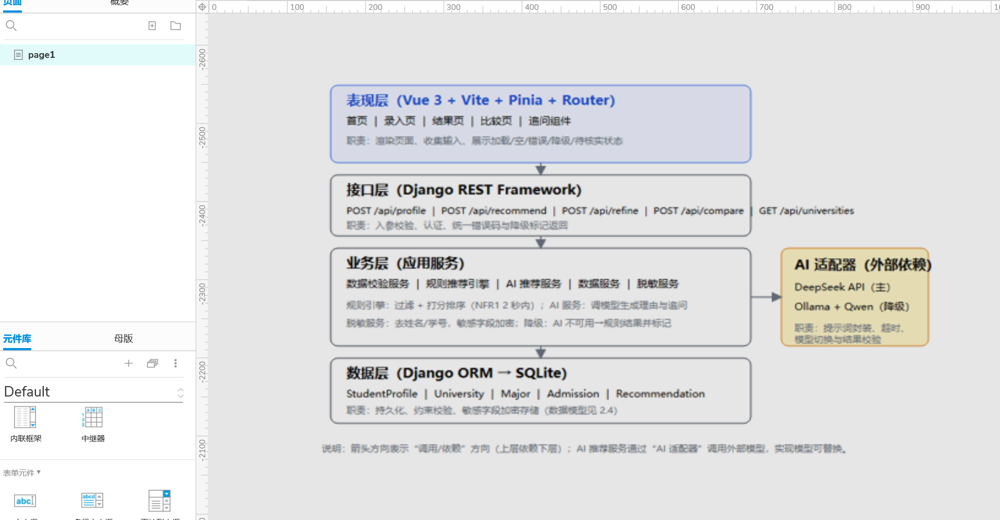 页面
概要
page1
元件库
母版
Default
内联框架
中继器
表单元件
0
100
200
300
400
500
600
700
800
900
-2600
-2500
-2400
-2300
-2200
-2100
表现层（Vue 3 + Vite + Pinia + Router）
首页 | 录入页 | 结果页 | 比较页 | 追问组件
职责：渲染页面、收集输入、展示加载/空/错误/降级/待核实状态
接口层（Django REST Framework）
POST /api/profile | POST /api/recommend | POST /api/refine | POST /api/compare | GET /api/universities
职责：入参校验、认证、统一错误码与降级标记返回
业务层（应用服务）
数据校验服务 | 规则推荐引擎 | AI 推荐服务 | 数据服务 | 脱敏服务
规则引擎：过滤 + 打分排序（NFR1 2 秒内）；AI 服务：调模型生成理由与追问
脱敏服务：去姓名/学号，敏感字段加密；降级：AI 不可用→规则结果并标记
AI 适配器（外部依赖）
DeepSeek API（主）
Ollama + Qwen（降级）
职责：提示词封装、超时、
模型切换与结果校验
数据层（Django ORM → SQLite）
StudentProfile | University | Major | Admission | Recommendation
职责：持久化、约束校验、敏感字段加密存储（数据模型见 2.4）
说明：箭头方向表示“调用/依赖”方向（上层依赖下层）；AI 推荐服务通过“AI 适配器”调用外部模型，实现模型可替换。